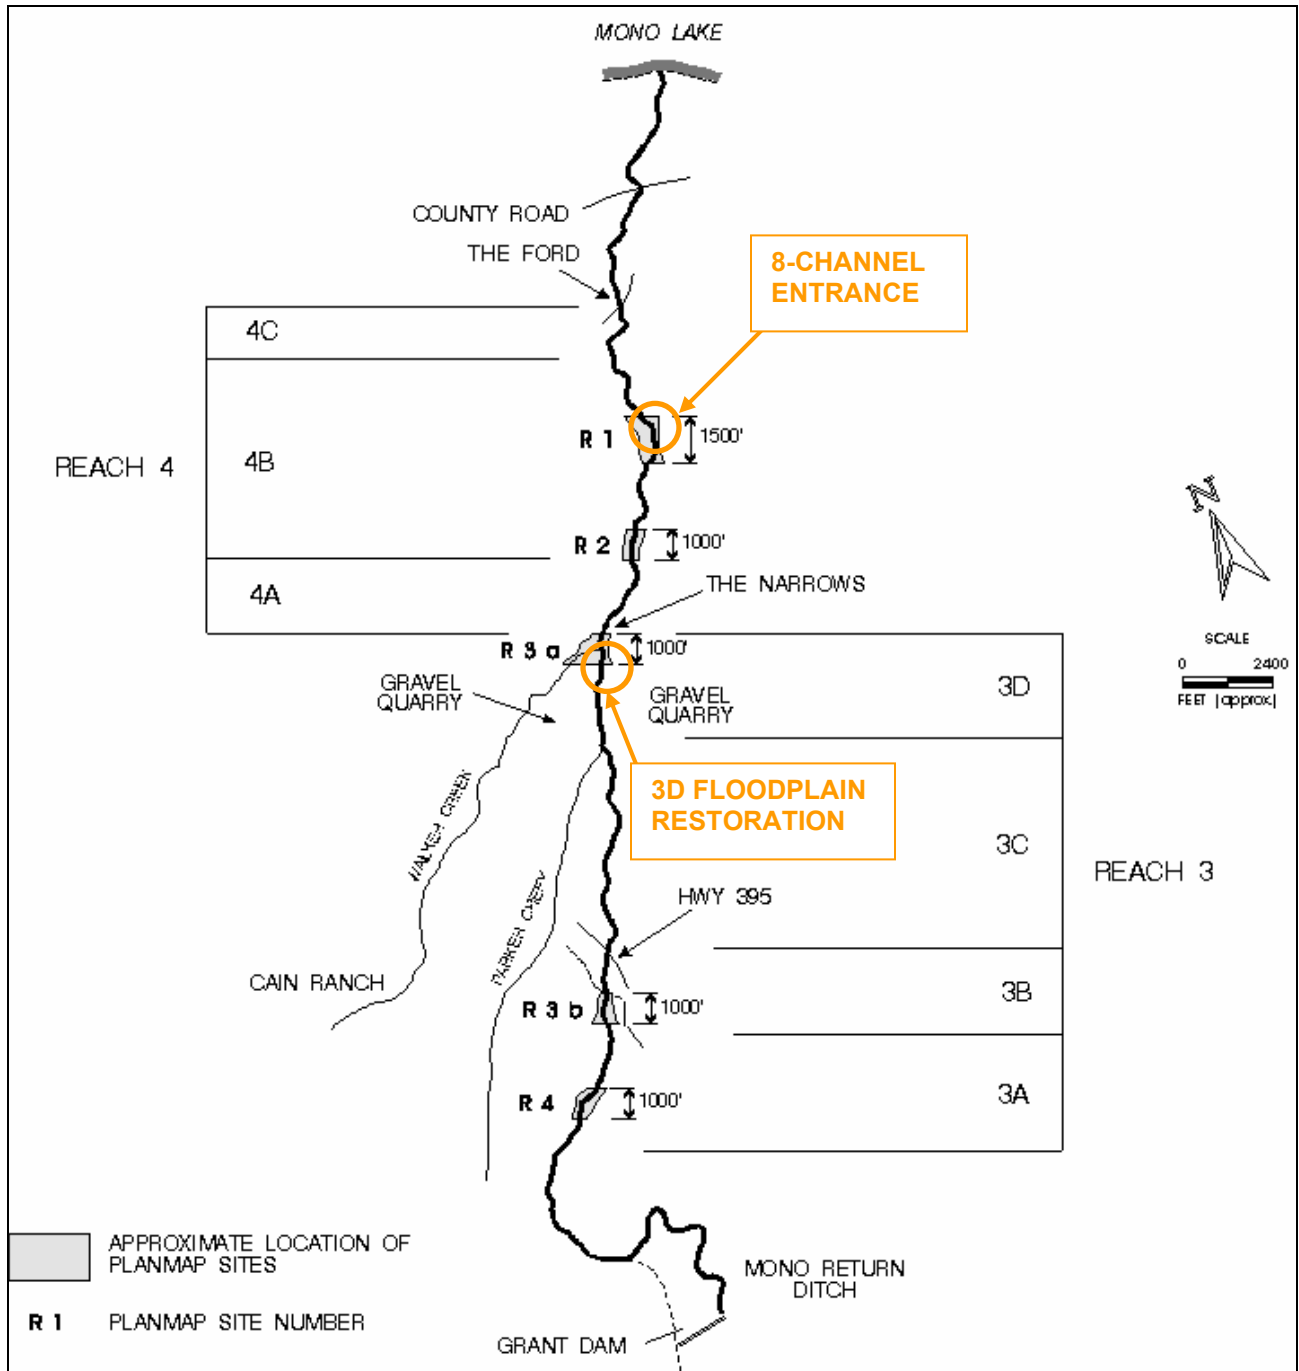 MONO LAKE
COUNTY ROAD
THE FORD
8-CHANNEL
ENTRANCE
4C
R 1
1500'
REACH 4
4B
N
R 2
1000'
4A
THE NARROWS
R 3 a
1000'
SCALE
0 2400
FEET (approx)
GRAVEL
QUARRY
GRAVEL
QUARRY
3D
3D FLOODPLAIN
RESTORATION
WALKER CREEK
3C
REACH 3
PARKER CREEK
HWY 395
CAIN RANCH
3B
R 3 b
1000'
3A
R 4
1000'
APPROXIMATE LOCATION OF
PLANMAP SITES
MONO RETURN
DITCH
R 1 PLANMAP SITE NUMBER
GRANT DAM